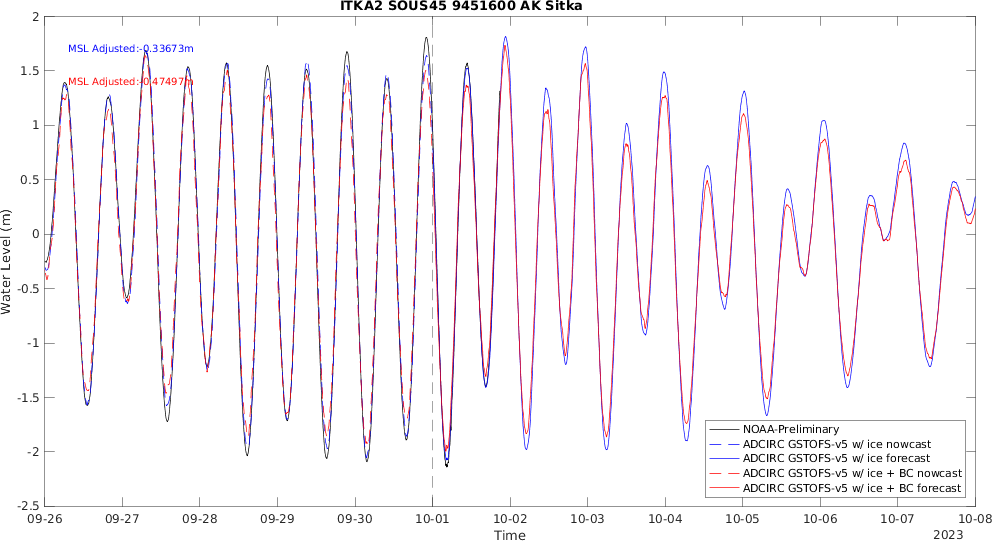 ITKA2 SOUS45 9451600 AK Sitka
MSL Adjusted:-0.33673m
MSL Adjusted:-0.47497m
2
1.5
1
0.5
0
-0.5
-1
-1.5
-2
-2.5
Water Level (m)
NOAA-Preliminary
ADCIRC GSTOFS-v5 w/ ice nowcast
ADCIRC GSTOFS-v5 w/ ice forecast
ADCIRC GSTOFS-v5 w/ ice + BC nowcast
ADCIRC GSTOFS-v5 w/ ice + BC forecast
09-26 09-27 09-28 09-29 09-30 10-01 10-02 10-03 10-04 10-05 10-06 10-07 10-08
Time
2023